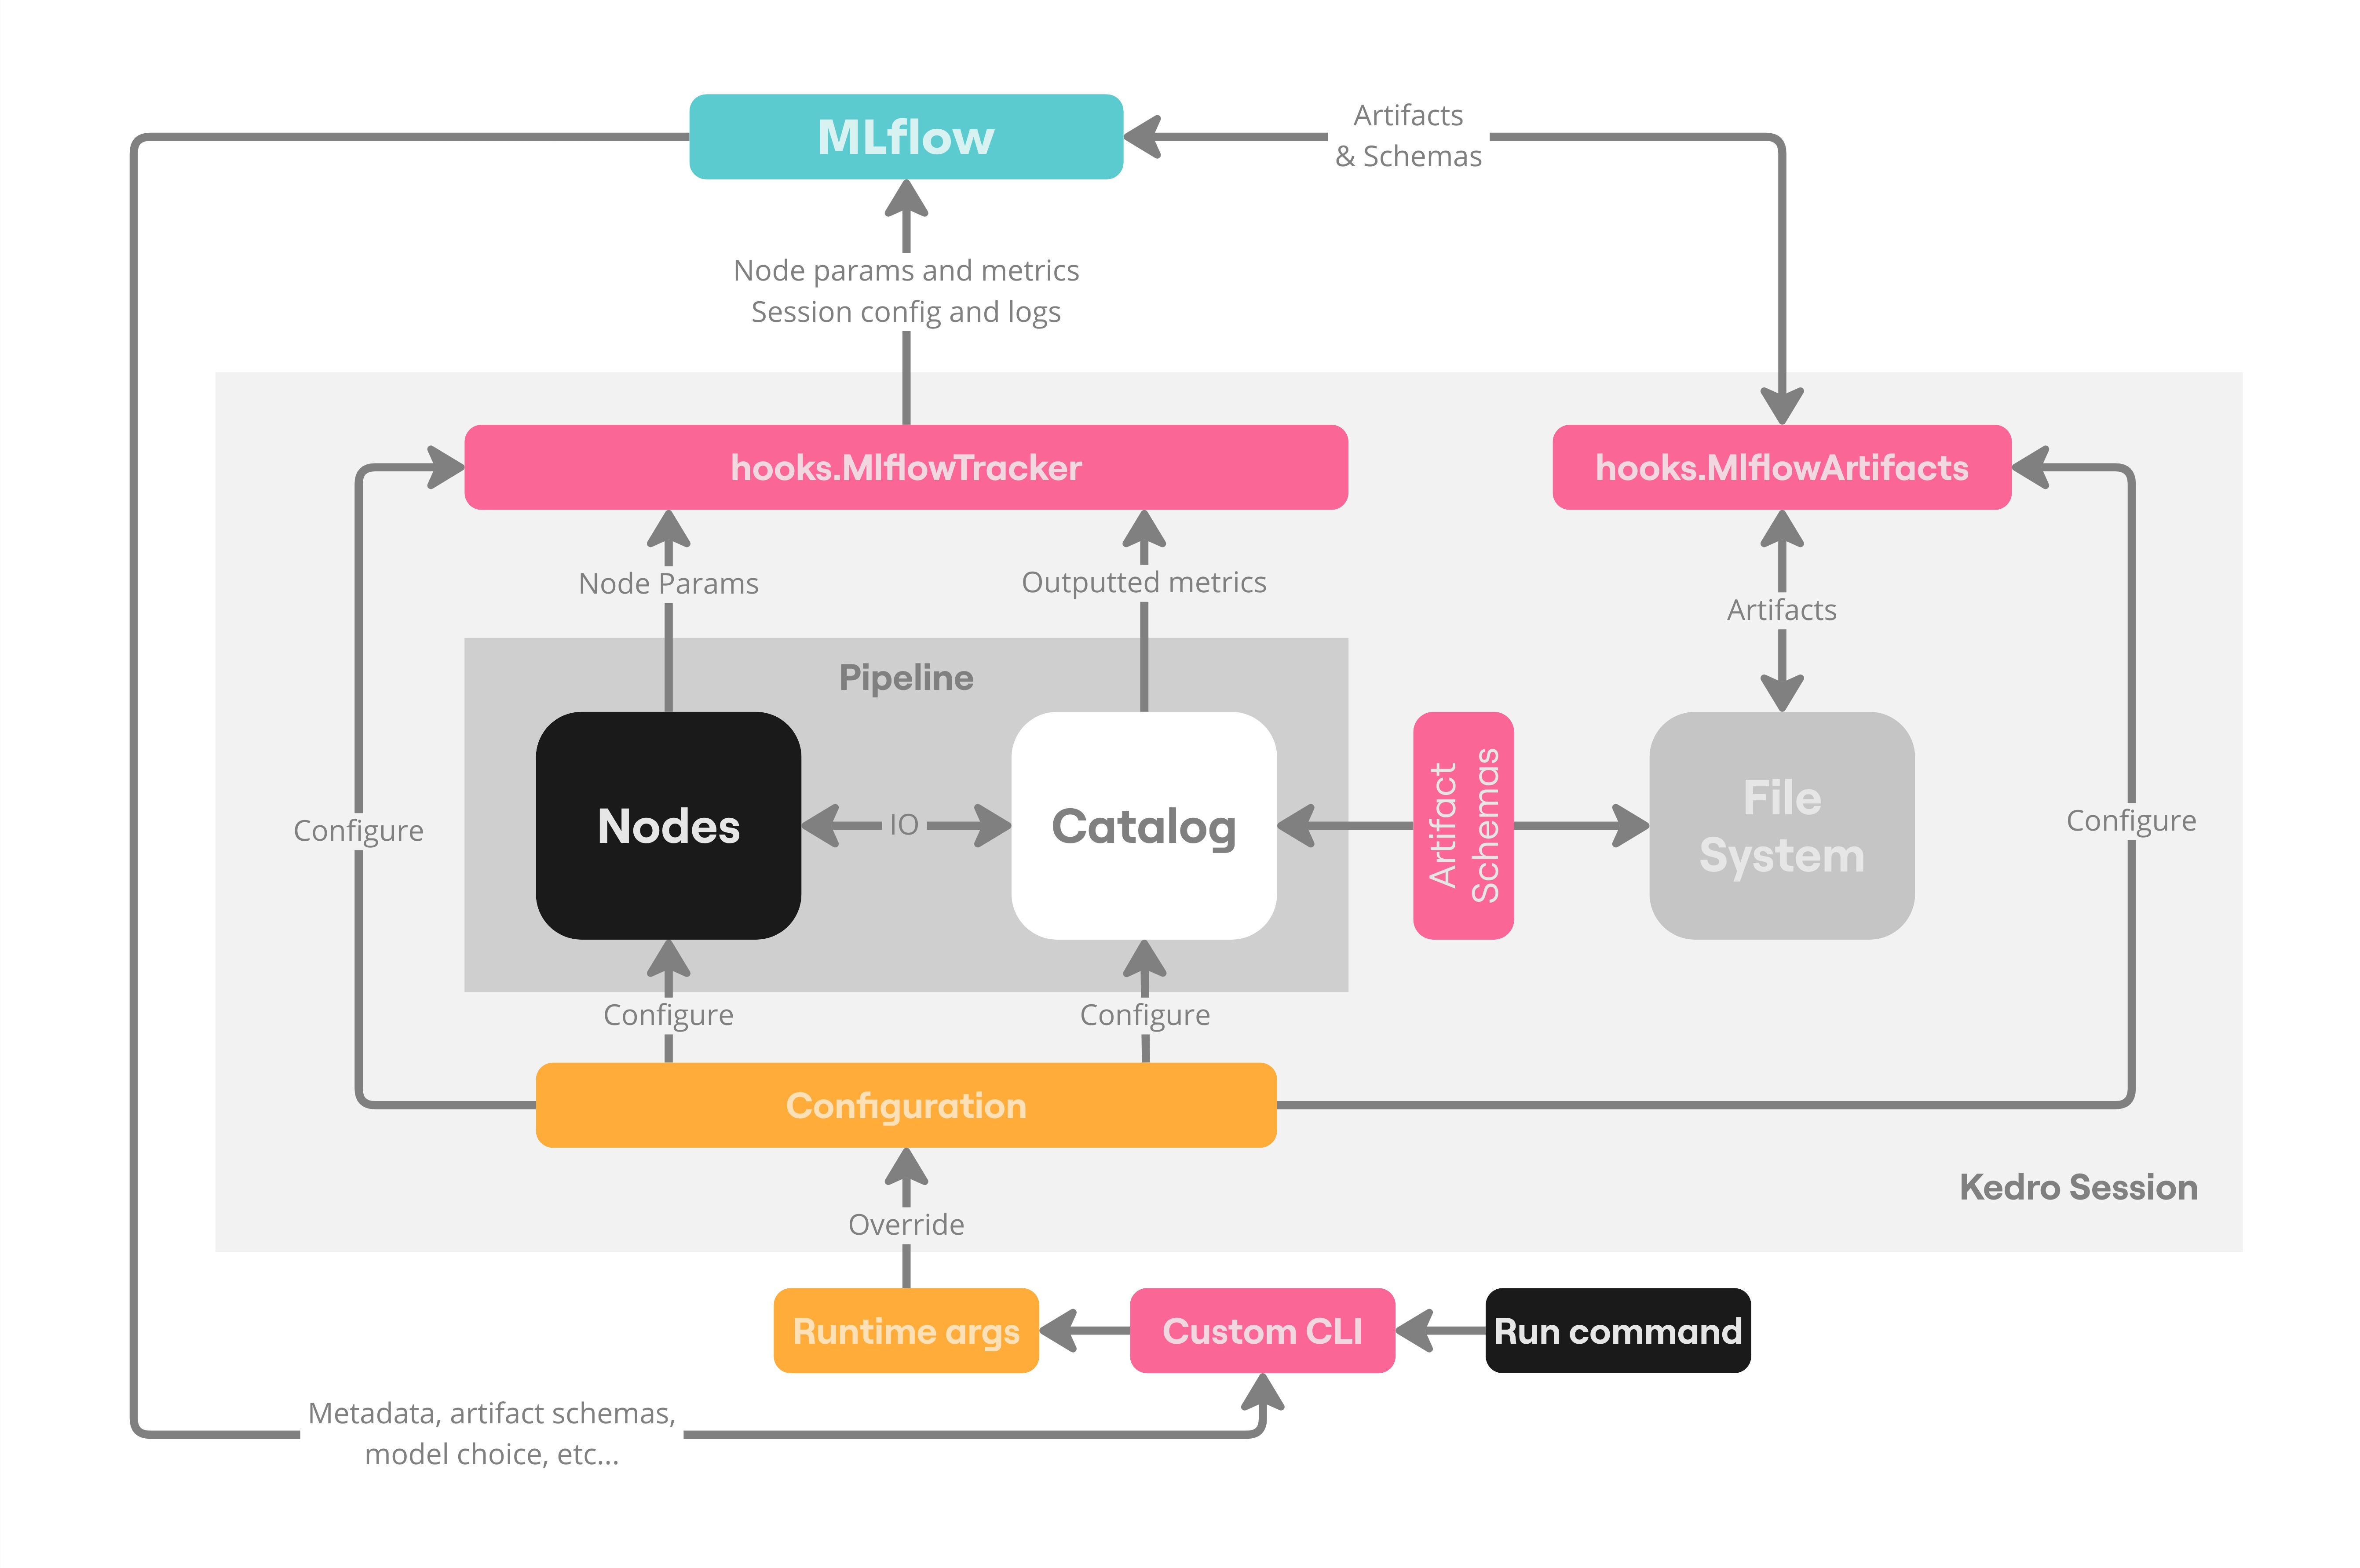 MLflow
Artifacts
& Schemas
Node params and metrics
Session config and logs
hooks.MlflowTracker
hooks.MlflowArtifacts
Node Params
Outputted metrics
Artifacts
Pipeline
Nodes
IO
Catalog
Artifact
Schemas
File
System
Configure
Configure
Configure
Configure
Configuration
Kedro Session
Override
Runtime args
Custom CLI
Run command
Metadata, artifact schemas,
model choice, etc...